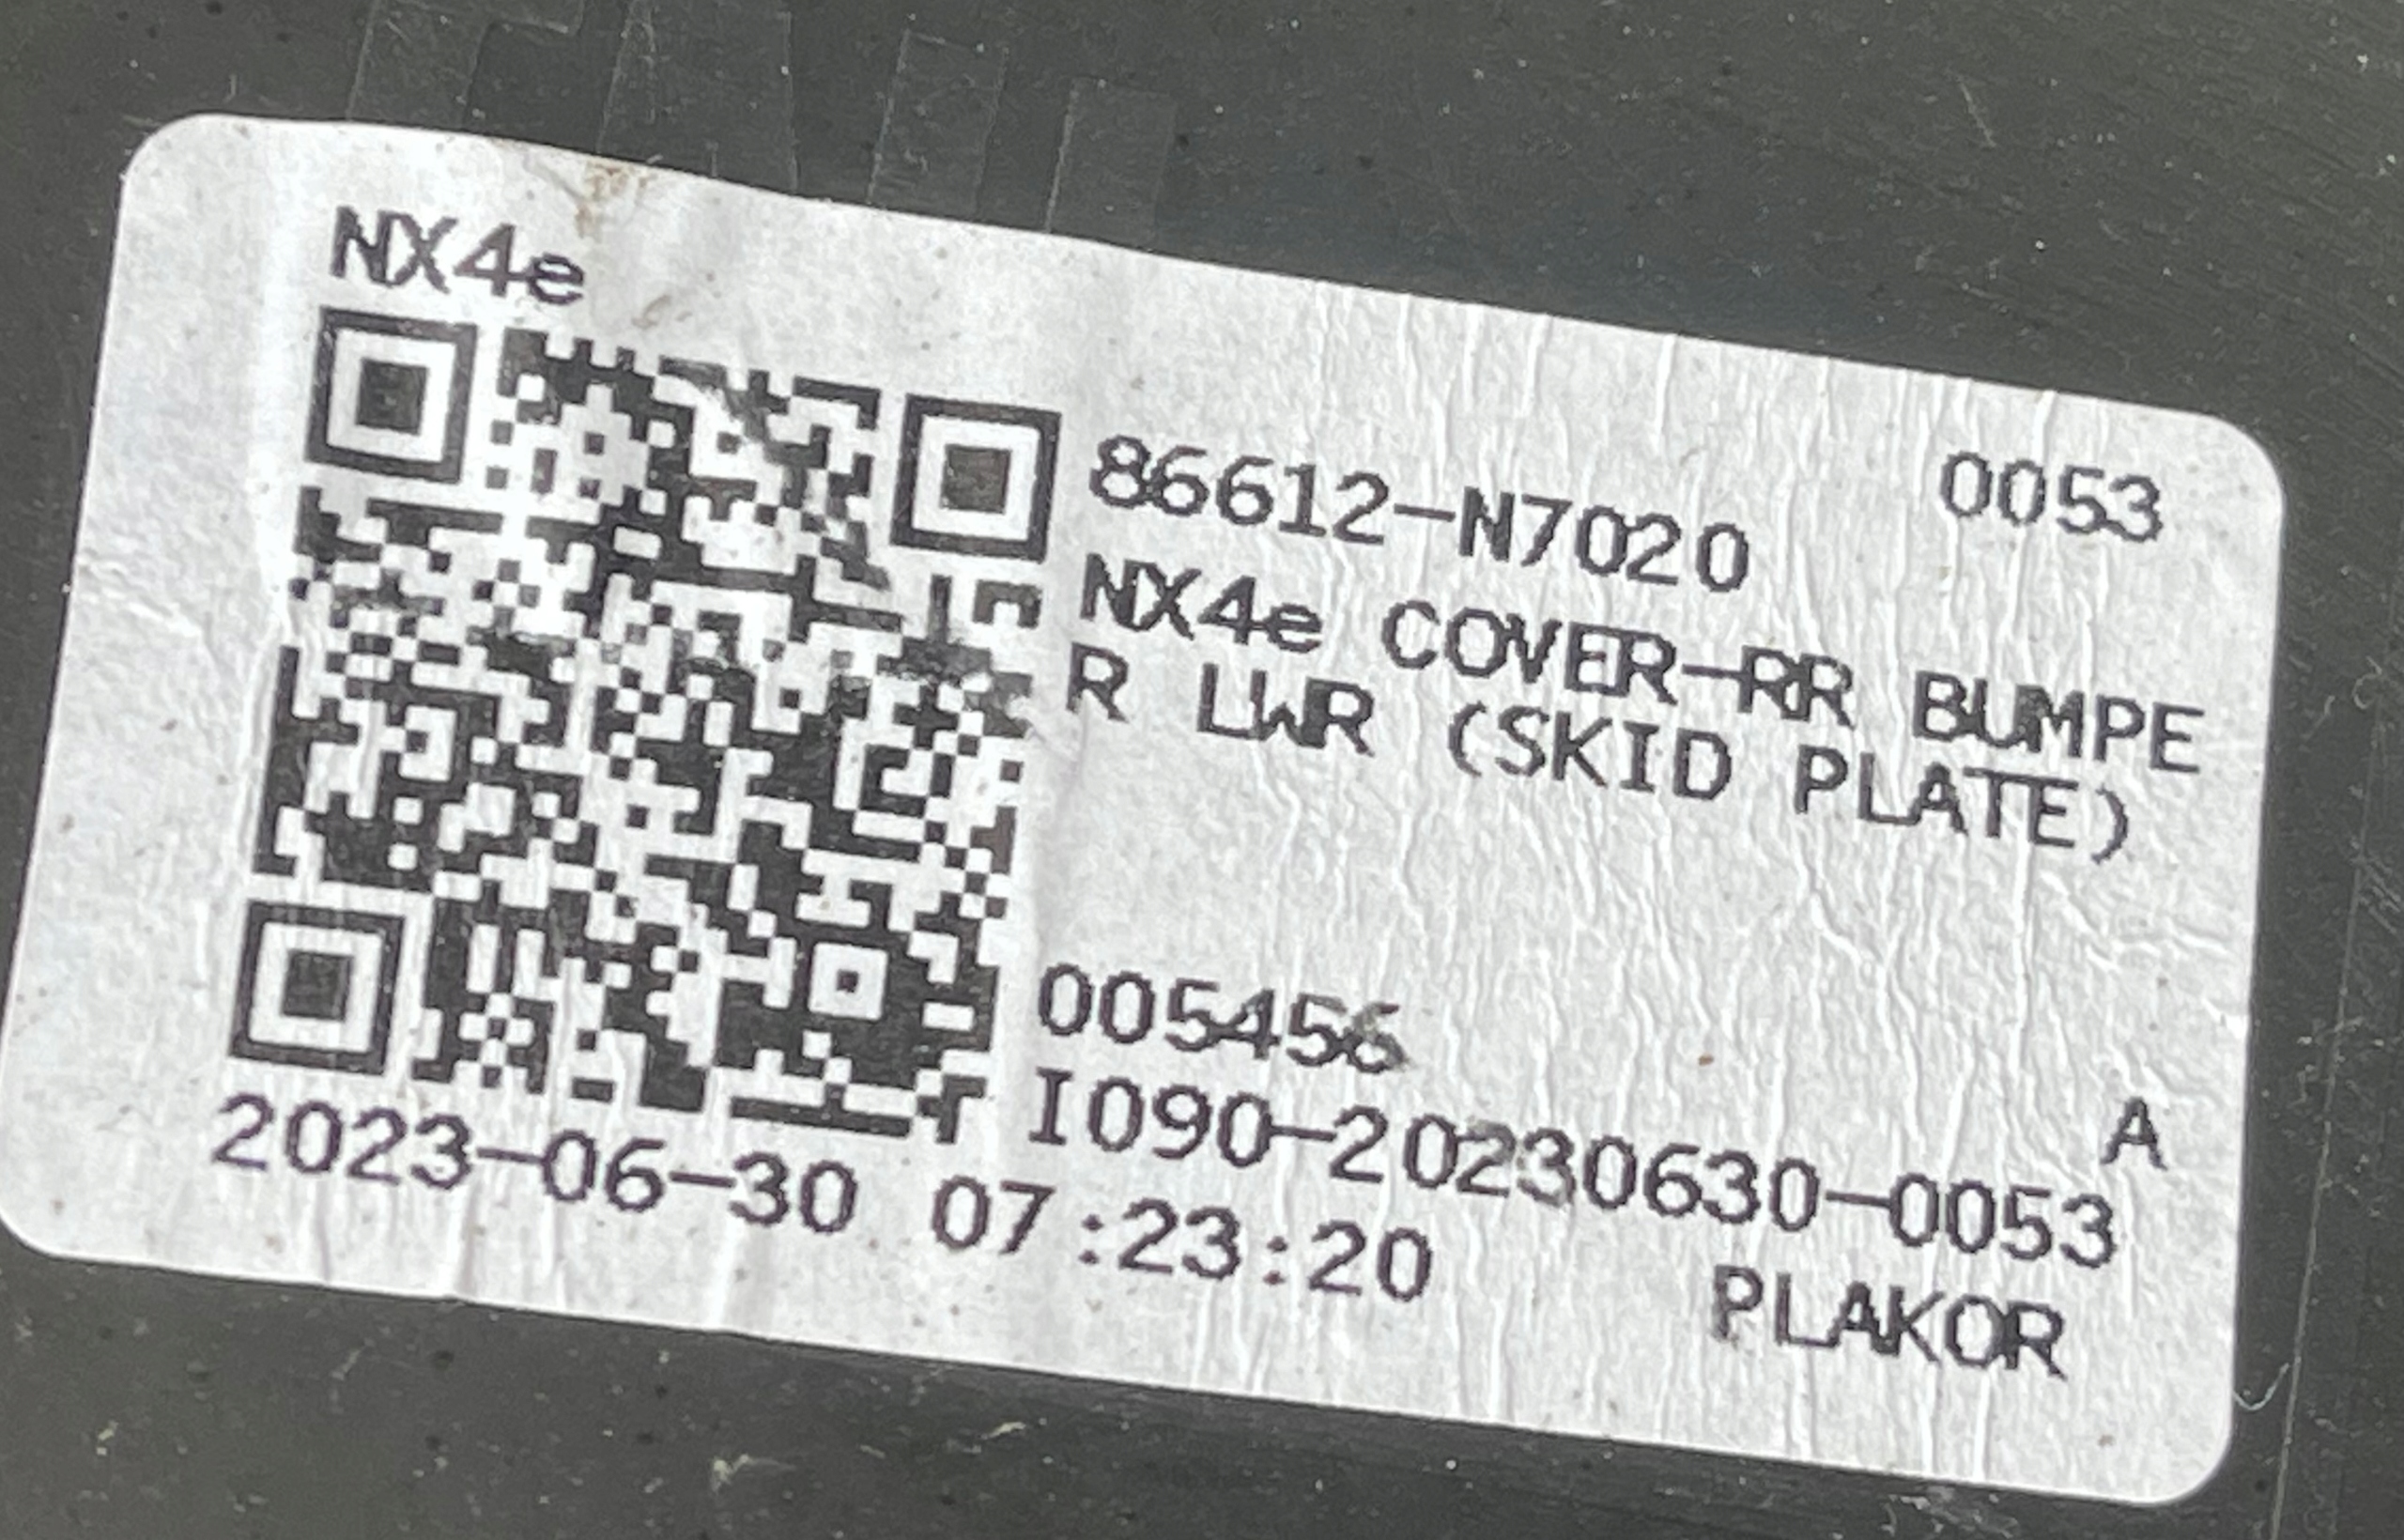 NX4e
86612-N7020 0053
NX4e COVER-RR BUMPE
R LWR (SKID PLATE)
005456
A
I090-20230630-0053
2023-06-30 07:23:20
PLAKOR